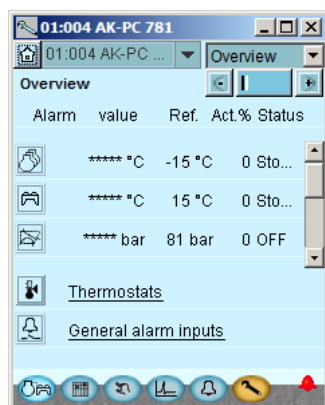 01:004 AK-PC 781
01:004 AK-PC ... Overview
Overview
Alarm value Ref. Act.% Status
***** °C -15 °C 0 Sto...
***** °C 15 °C 0 Sto...
***** bar 81 bar 0 OFF
Thermostats
General alarm inputs